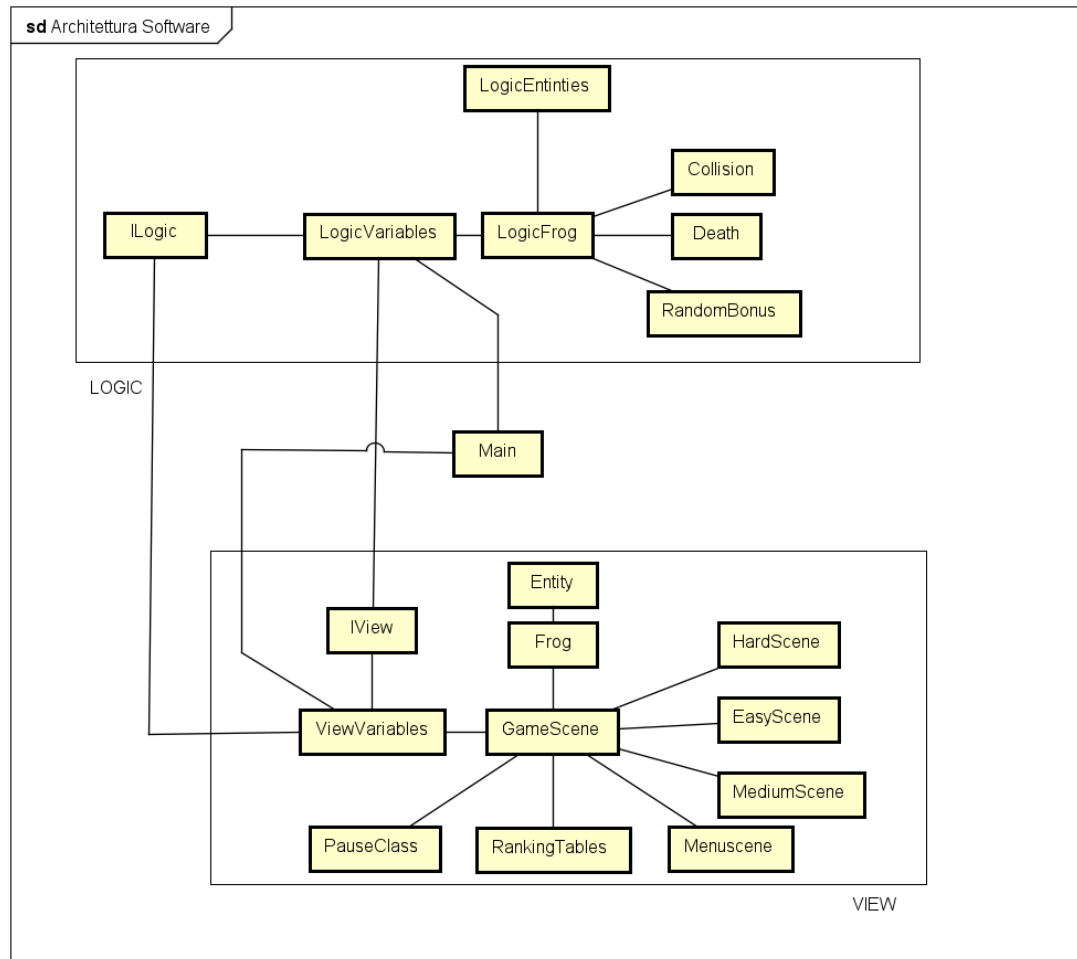 sd Architettura Software
LogicEntinties
Collision
ILogic
LogicVariables
LogicFrog
Death
RandomBonus
LOGIC
Main
Entity
IView
Frog
HardScene
EasyScene
ViewVariables
GameScene
MediumScene
PauseClass
RankingTables
Menuscene
VIEW